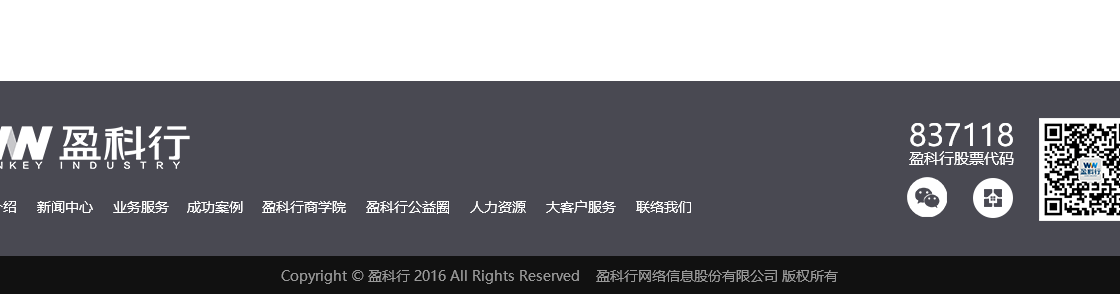 盈科行
NKEY INDUSTRY
837118
盈科行股票代码
介绍 新闻中心 业务服务 成功案例 盈科行商学院 盈科行公益圈 人力资源 大客户服务 联络我们
盈科行
Copyright © 盈科行 2016 All Rights Reserved 盈科行网络信息股份有限公司 版权所有